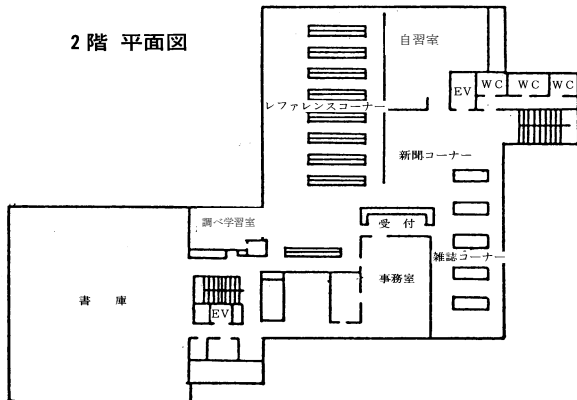 2階 平面図
自習室
EV
WC
WC
WC
レファレンスコーナー
新聞コーナー
調べ学習室
受付
雑誌コーナー
事務室
書庫
EV